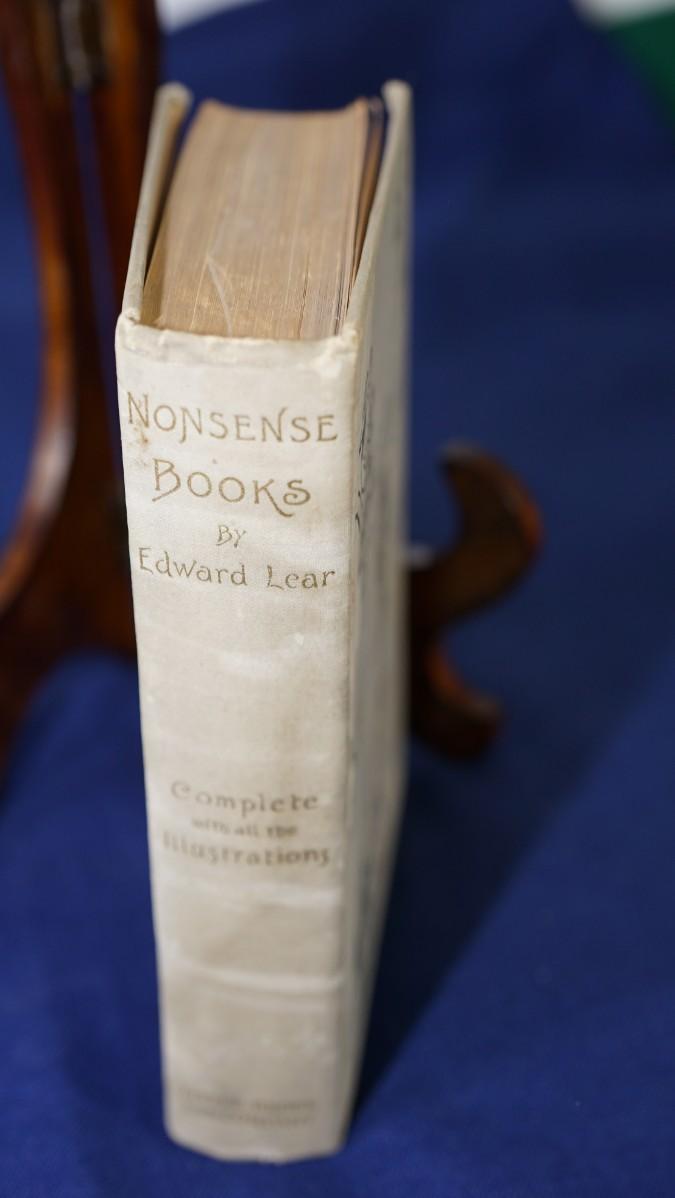 NONSENSE
BOOKS
By
Edward Lear
Complete
with all the
Illustrations